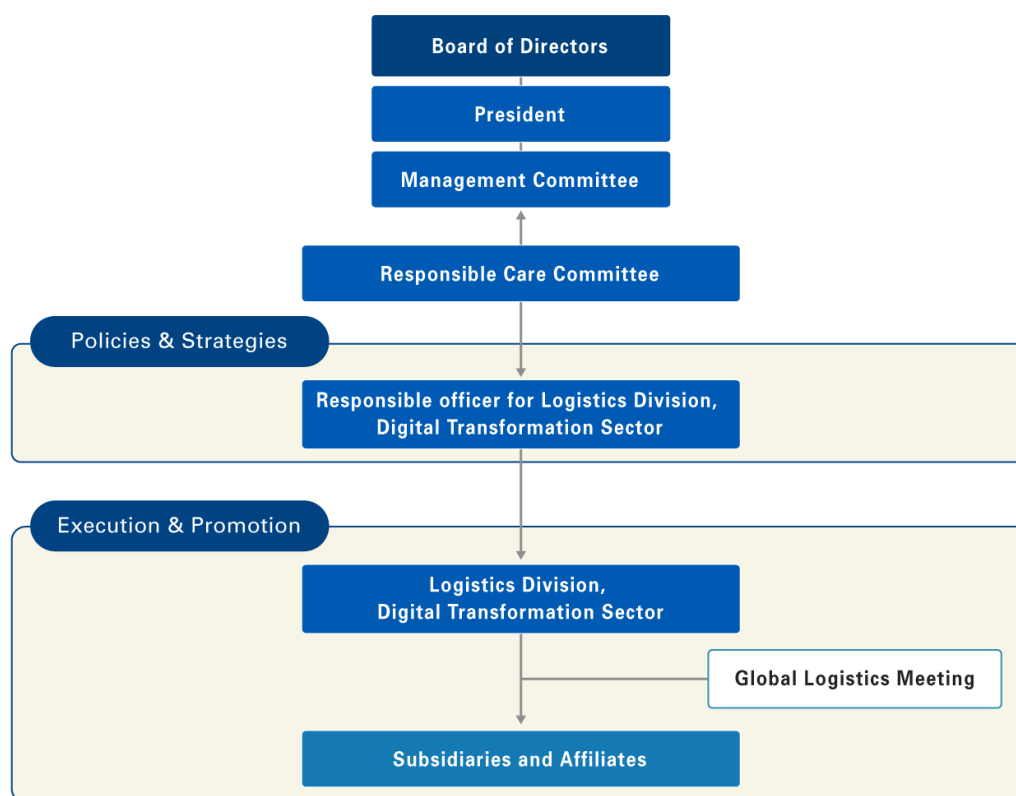 Board of Directors
President
Management Committee
Responsible Care Committee
Policies & Strategies
Responsible officer for Logistics Division,
Digital Transformation Sector
Execution & Promotion
Logistics Division,
Digital Transformation Sector
Global Logistics Meeting
Subsidiaries and Affiliates